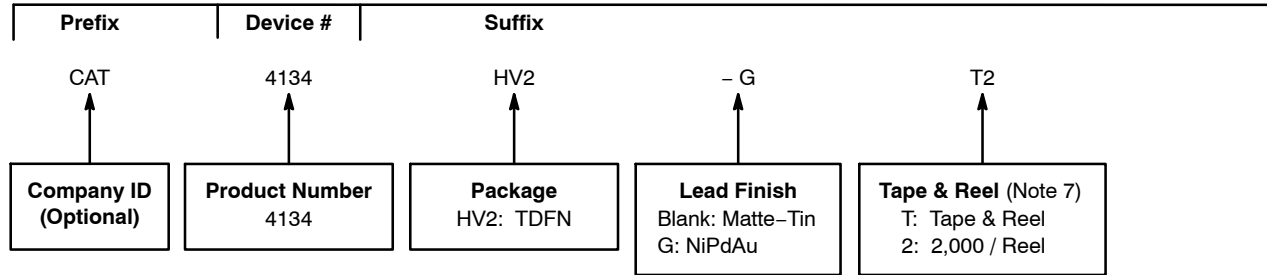 Prefix Device # Suffix
CAT 4134 HV2 – G T2
Company ID
(Optional)
Product Number
4134
Package
HV2: TDFN
Lead Finish
Blank: Matte–Tin
G: NiPdAu
Tape & Reel (Note 7)
T: Tape & Reel
2: 2,000 / Reel